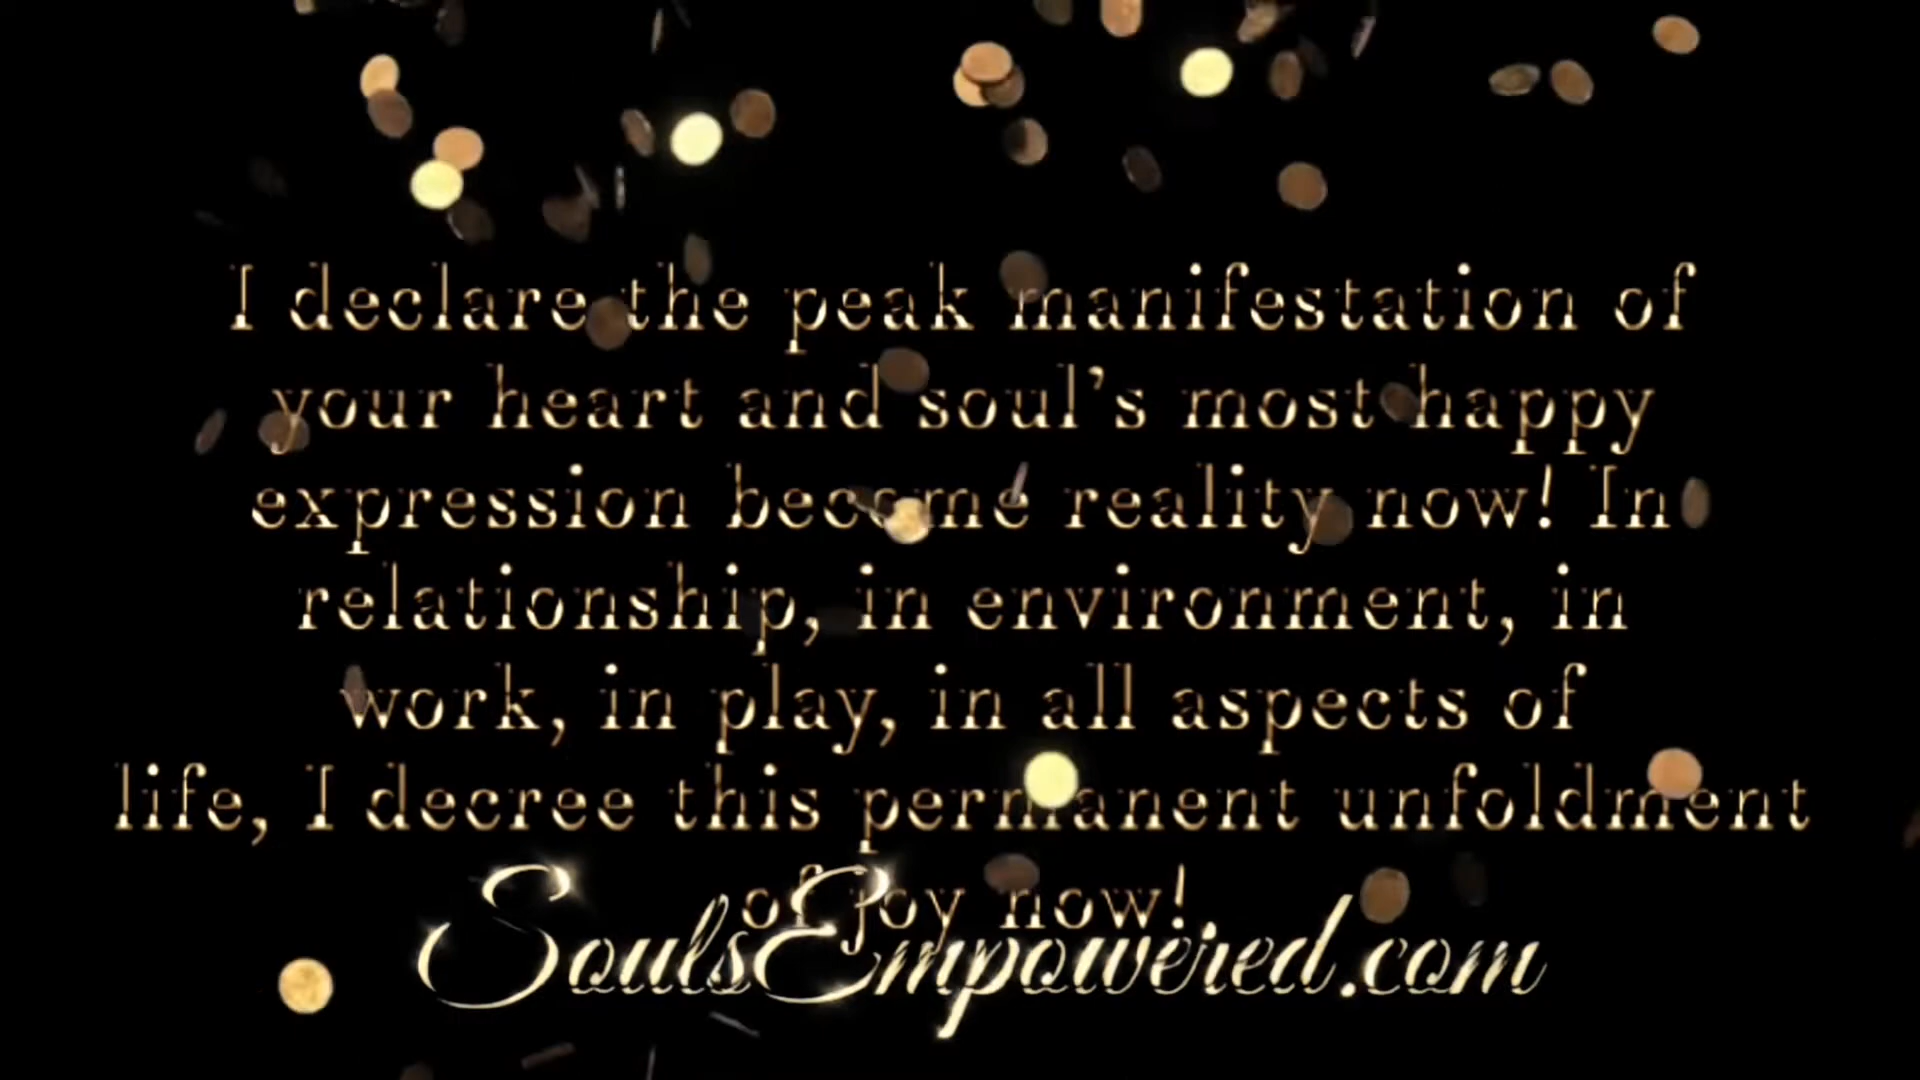 I declare the peak manifestation of
your heart and soul’s most happy
expression become reality now! In
relationship, in environment, in
work, in play, in all aspects of
life, I decree this permanent unfoldment
of joy now!
SoulsEmpowered.com